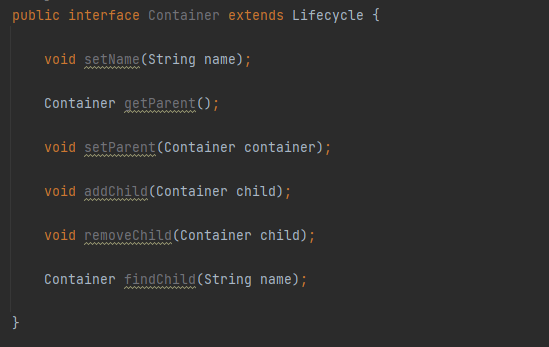 public interface Container extends Lifecycle {
void setName(String name);
Container getParent();
void setParent(Container container);
void addChild(Container child);
void removeChild(Container child);
Container findChild(String name);
}